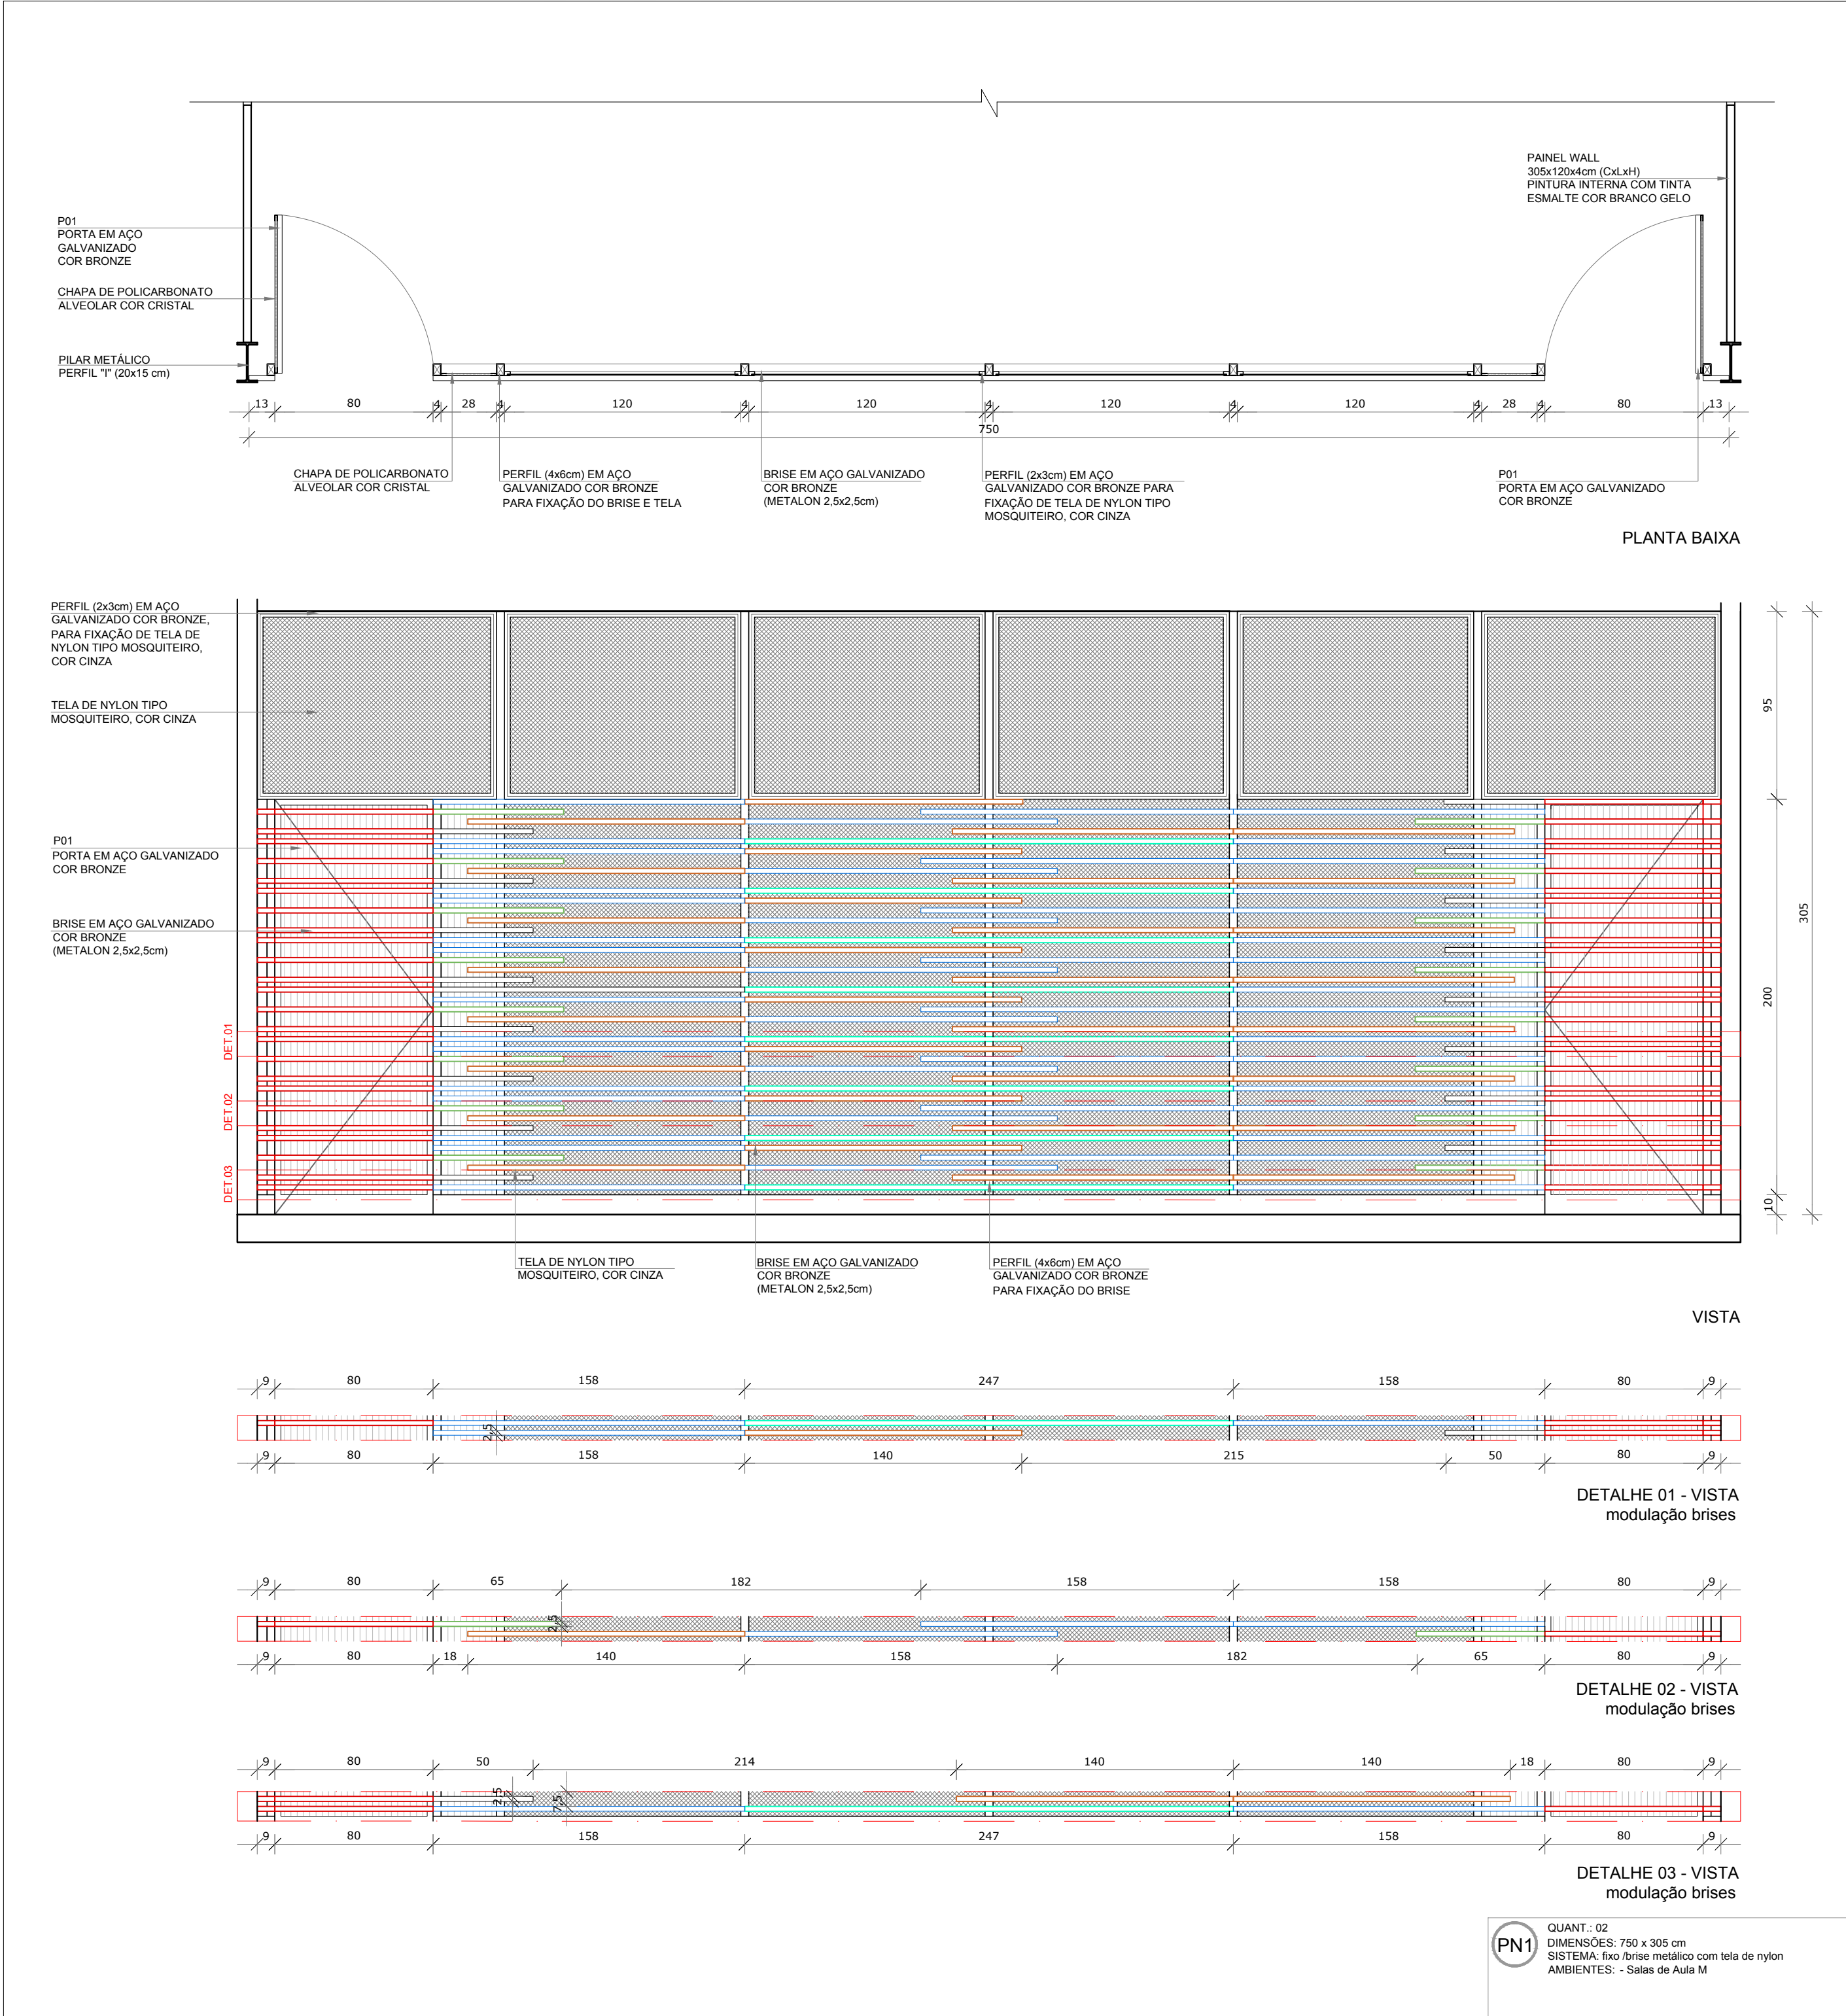 PAINEL WALL
305x120x4cm (CxLxH)
PINTURA INTERNA COM TINTA
ESMALTE COR BRANCO GELO
P01
PORTA EM AÇO
GALVANIZADO
COR BRONZE
CHAPA DE POLICARBONATO
ALVEOLAR COR CRISTAL
PILAR METÁLICO
PERFIL "I" (20x15 cm)
13 80 4 28 4 120 4 120 4 120 4 120 4 28 4 80 13
750
CHAPA DE POLICARBONATO
ALVEOLAR COR CRISTAL
PERFIL (4x6cm) EM AÇO
GALVANIZADO COR BRONZE
PARA FIXAÇÃO DO BRISE E TELA
BRISE EM AÇO GALVANIZADO
COR BRONZE
(METALON 2,5x2,5cm)
PERFIL (2x3cm) EM AÇO
GALVANIZADO COR BRONZE PARA
FIXAÇÃO DE TELA DE NYLON TIPO
MOSQUITEIRO, COR CINZA
P01
PORTA EM AÇO GALVANIZADO
COR BRONZE
PLANTA BAIXA
PERFIL (2x3cm) EM AÇO
GALVANIZADO COR BRONZE,
PARA FIXAÇÃO DE TELA DE
NYLON TIPO MOSQUITEIRO,
COR CINZA
TELA DE NYLON TIPO
MOSQUITEIRO, COR CINZA
P01
PORTA EM AÇO GALVANIZADO
COR BRONZE
BRISE EM AÇO GALVANIZADO
COR BRONZE
(METALON 2,5x2,5cm)
DET.01
DET.02
DET.03
95
305
200
10
TELA DE NYLON TIPO
MOSQUITEIRO, COR CINZA
BRISE EM AÇO GALVANIZADO
COR BRONZE
(METALON 2,5x2,5cm)
PERFIL (4x6cm) EM AÇO
GALVANIZADO COR BRONZE
PARA FIXAÇÃO DO BRISE
VISTA
9 80 158 247 158 80 9
2,5
9 80 158 140 215 50 80 9
DETALHE 01 - VISTA
modulação brises
9 80 65 182 158 158 80 9
2,5
9 80 18 140 158 182 65 80 9
DETALHE 02 - VISTA
modulação brises
9 80 50 214 140 140 18 80 9
2,5 7,5
9 80 158 247 158 80 9
DETALHE 03 - VISTA
modulação brises
PN1
QUANT.: 02
DIMENSÕES: 750 x 305 cm
SISTEMA: fixo /brise metálico com tela de nylon
AMBIENTES: - Salas de Aula M